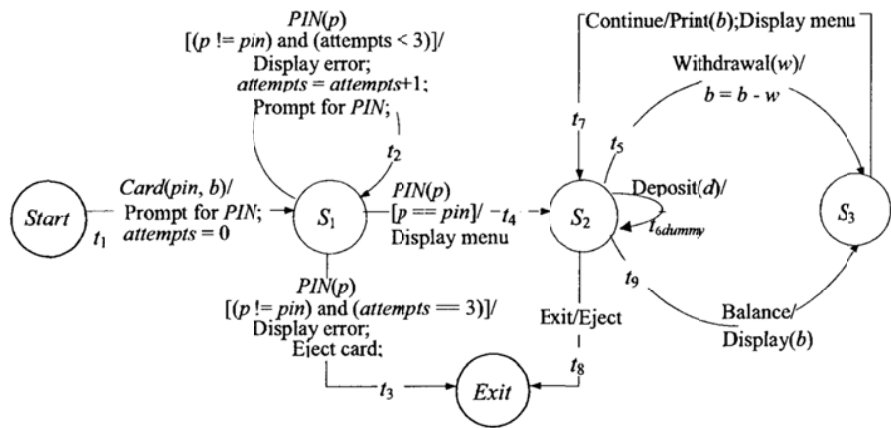 PIN(p)
[(p != pin) and (attempts < 3)]/
Display error;
attempts = attempts+1;
Prompt for PIN;
t2
Continue/Print(b);Display menu
Withdrawal(w)/
b = b - w
t7
t5
Start
Card(pin, b)/
Prompt for PIN;
attempts = 0
t1
S1
PIN(p)
[p == pin]/
Display menu
t4
S2
Deposit(d)/
t6dummy
S3
t9
PIN(p)
[(p != pin) and (attempts == 3)]/
Display error;
Eject card;
t3
Exit/Eject
t8
Balance/
Display(b)
Exit